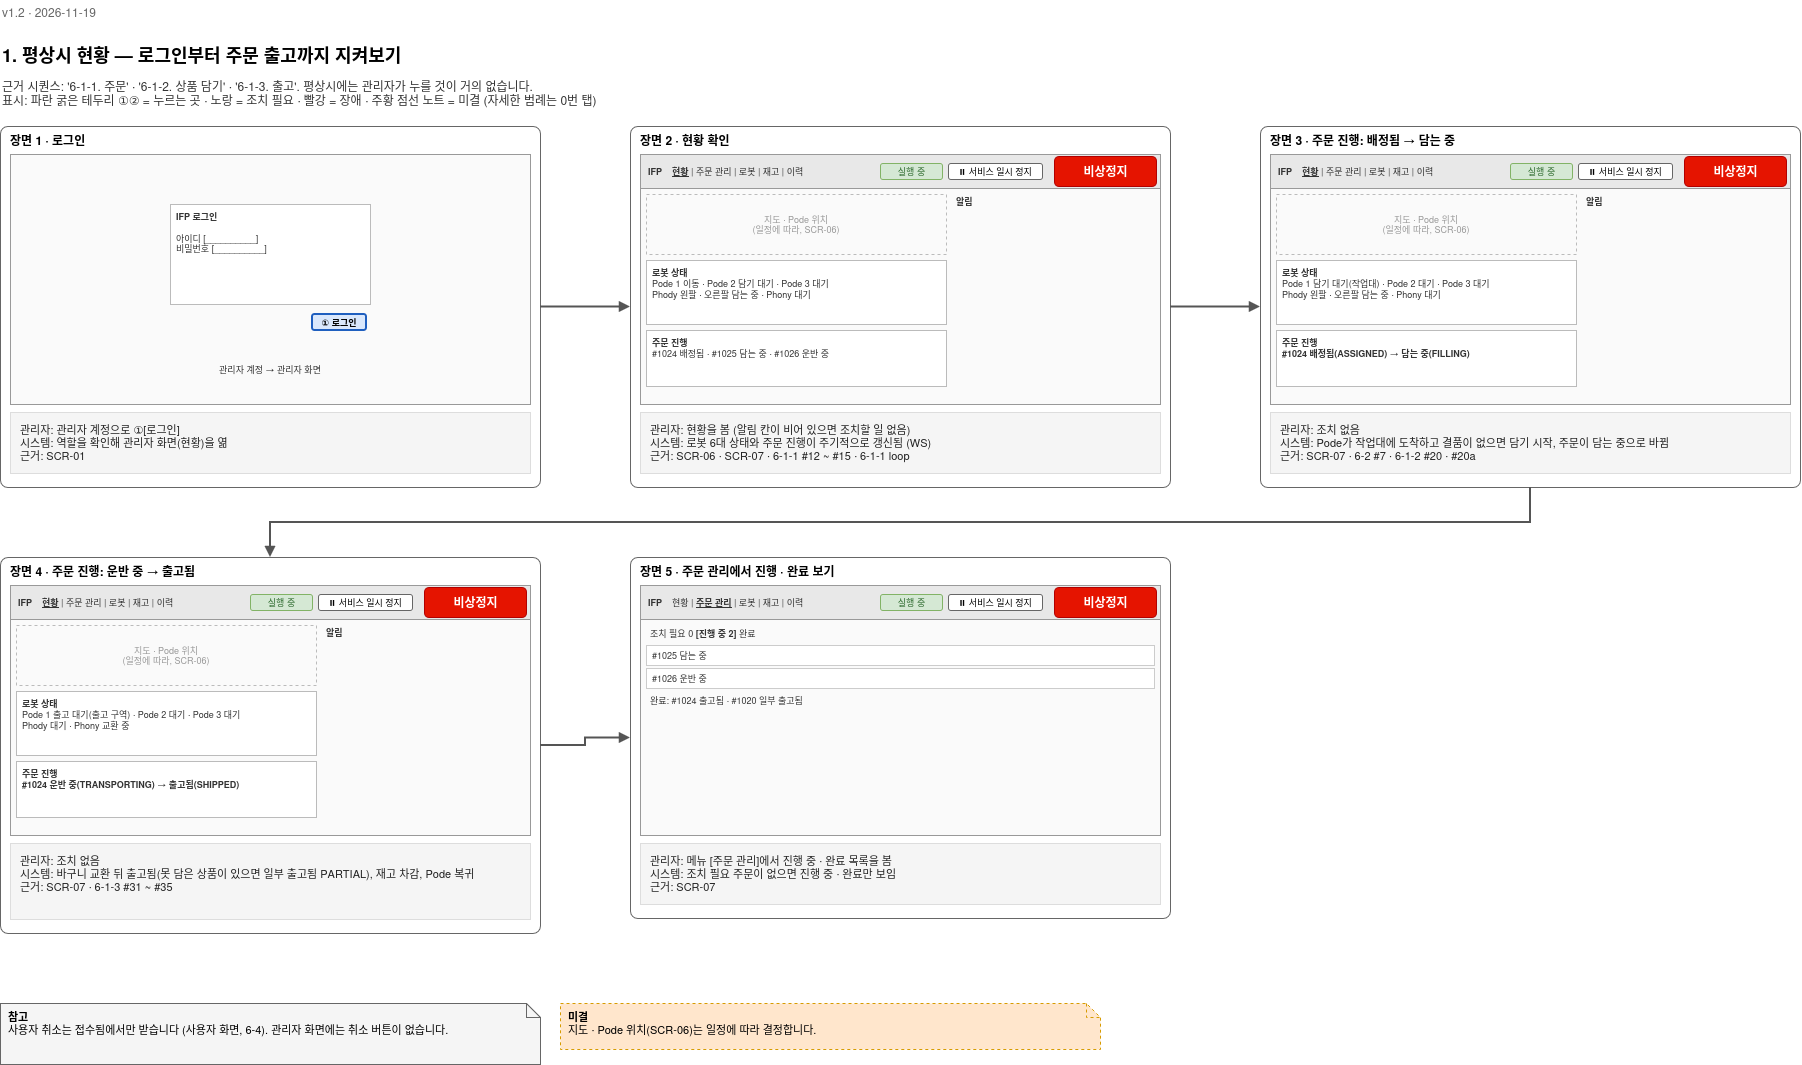 v1.2 · 2026-11-19
1. 평상시 현황 — 로그인부터 주문 출고까지 지켜보기
근거 시퀀스: '6-1-1. 주문' · '6-1-2. 상품 담기' · '6-1-3. 출고'. 평상시에는 관리자가 누를 것이 거의 없습니다.
표시: 파란 굵은 테두리 ①② = 누르는 곳 · 노랑 = 조치 필요 · 빨강 = 장애 · 주황 점선 노트 = 미결 (자세한 범례는 0번 탭)
장면 1 · 로그인
IFP 로그인
아이디 [__________]
비밀번호 [__________]
① 로그인
관리자 계정 → 관리자 화면
관리자: 관리자 계정으로 ①[로그인]
시스템: 역할을 확인해 관리자 화면(현황)을 엶
근거: SCR-01
장면 2 · 현황 확인
IFP 현황 | 주문 관리 | 로봇 | 재고 | 이력
실행 중
⏸ 서비스 일시 정지
비상정지
지도 · Pode 위치
(일정에 따라, SCR-06)
알림
로봇 상태
Pode 1 이동 · Pode 2 담기 대기 · Pode 3 대기
Phody 왼팔 · 오른팔 담는 중 · Phony 대기
주문 진행
#1024 배정됨 · #1025 담는 중 · #1026 운반 중
관리자: 현황을 봄 (알림 칸이 비어 있으면 조치할 일 없음)
시스템: 로봇 6대 상태와 주문 진행이 주기적으로 갱신됨 (WS)
근거: SCR-06 · SCR-07 · 6-1-1 #12 ~ #15 · 6-1-1 loop
장면 3 · 주문 진행: 배정됨 → 담는 중
IFP 현황 | 주문 관리 | 로봇 | 재고 | 이력
실행 중
⏸ 서비스 일시 정지
비상정지
지도 · Pode 위치
(일정에 따라, SCR-06)
알림
로봇 상태
Pode 1 담기 대기(작업대) · Pode 2 대기 · Pode 3 대기
Phody 왼팔 · 오른팔 담는 중 · Phony 대기
주문 진행
#1024 배정됨(ASSIGNED) → 담는 중(FILLING)
관리자: 조치 없음
시스템: Pode가 작업대에 도착하고 결품이 없으면 담기 시작, 주문이 담는 중으로 바뀜
근거: SCR-07 · 6-2 #7 · 6-1-2 #20 · #20a
장면 4 · 주문 진행: 운반 중 → 출고됨
IFP 현황 | 주문 관리 | 로봇 | 재고 | 이력
실행 중
⏸ 서비스 일시 정지
비상정지
지도 · Pode 위치
(일정에 따라, SCR-06)
알림
로봇 상태
Pode 1 출고 대기(출고 구역) · Pode 2 대기 · Pode 3 대기
Phody 대기 · Phony 교환 중
주문 진행
#1024 운반 중(TRANSPORTING) → 출고됨(SHIPPED)
관리자: 조치 없음
시스템: 바구니 교환 뒤 출고됨(못 담은 상품이 있으면 일부 출고됨 PARTIAL), 재고 차감, Pode 복귀
근거: SCR-07 · 6-1-3 #31 ~ #35
장면 5 · 주문 관리에서 진행 · 완료 보기
IFP 현황 | 주문 관리 | 로봇 | 재고 | 이력
실행 중
⏸ 서비스 일시 정지
비상정지
조치 필요 0 [진행 중 2] 완료
#1025 담는 중
#1026 운반 중
완료: #1024 출고됨 · #1020 일부 출고됨
관리자: 메뉴 [주문 관리]에서 진행 중 · 완료 목록을 봄
시스템: 조치 필요 주문이 없으면 진행 중 · 완료만 보임
근거: SCR-07
참고
사용자 취소는 접수됨에서만 받습니다 (사용자 화면, 6-4). 관리자 화면에는 취소 버튼이 없습니다.
미결
지도 · Pode 위치(SCR-06)는 일정에 따라 결정합니다.